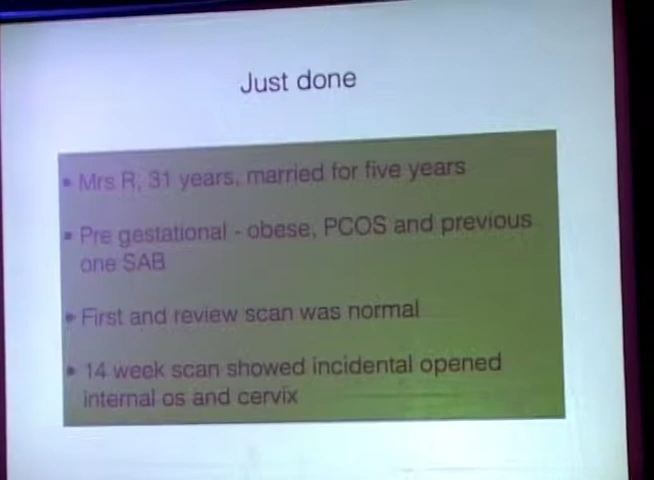 Just done
• Mrs R, 31 years, married for five years
• Pre gestational - obese, PCOS and previous
one SAB
• First and review scan was normal
• 14 week scan showed incidental opened
internal os and cervix